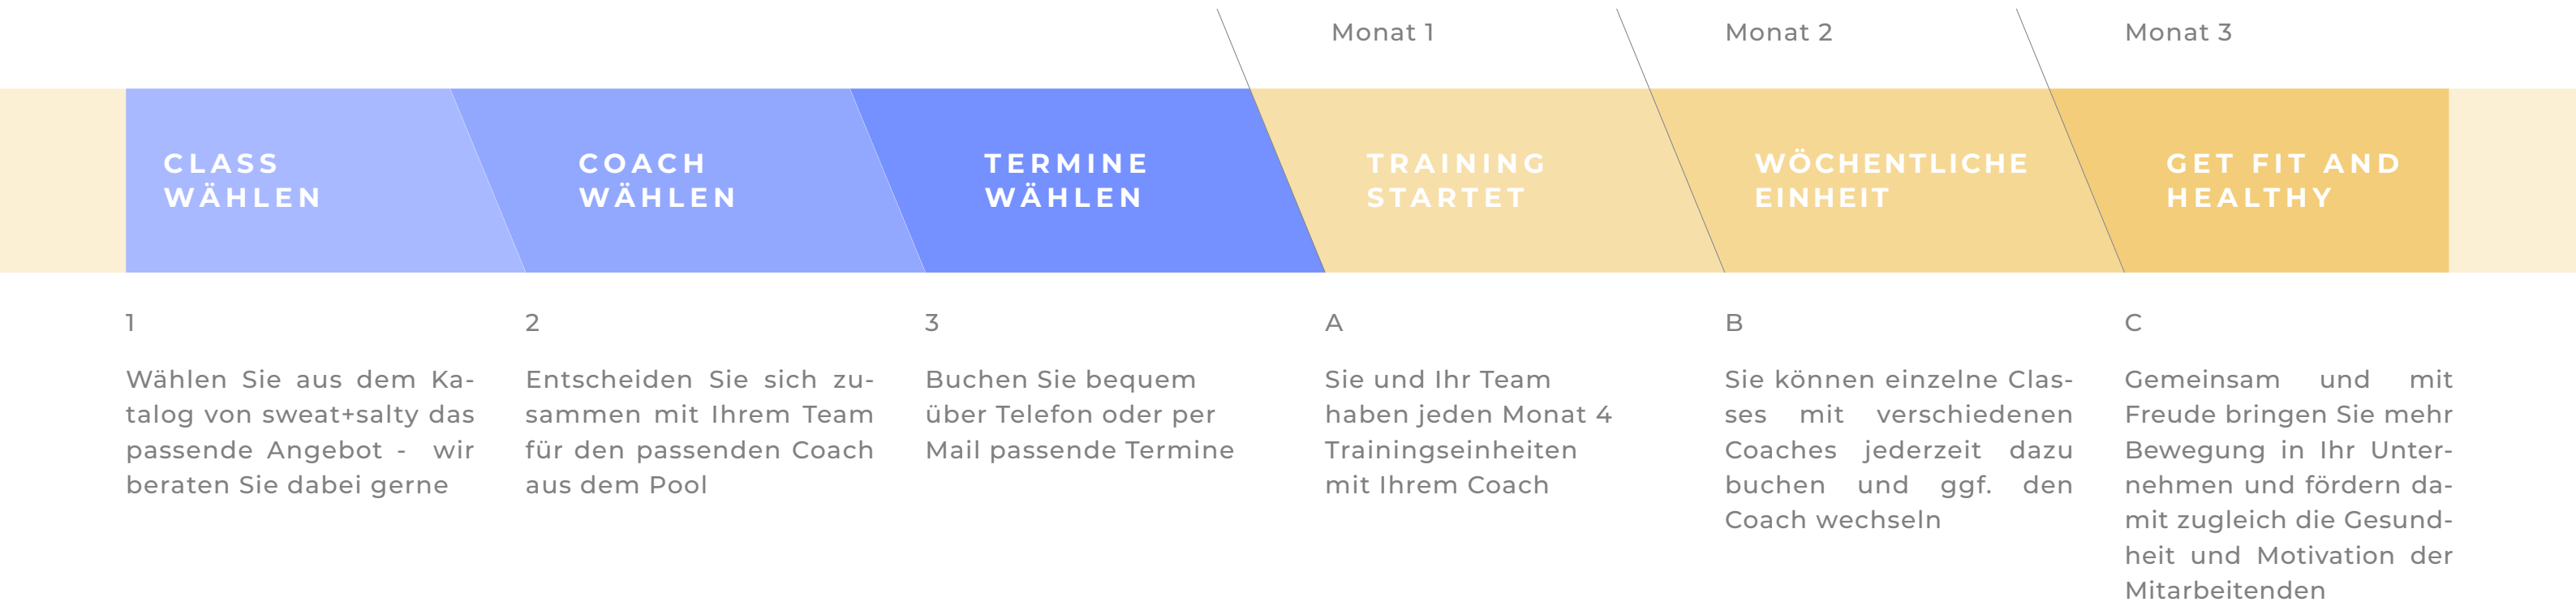 Monat 1
Monat 2
Monat 3
CLASS
WÄHLEN
COACH
WÄHLEN
TERMINE
WÄHLEN
TRAINING
STARTET
WÖCHENTLICHE
EINHEIT
GET FIT AND
HEALTHY
1
Wählen Sie aus dem Ka-
talog von sweat+salty das
passende Angebot - wir
beraten Sie dabei gerne
2
Entscheiden Sie sich zu-
sammen mit Ihrem Team
für den passenden Coach
aus dem Pool
3
Buchen Sie bequem
über Telefon oder per
Mail passende Termine
A
Sie und Ihr Team
haben jeden Monat 4
Trainingseinheiten
mit Ihrem Coach
B
Sie können einzelne Clas-
ses mit verschiedenen
Coaches jederzeit dazu
buchen und ggf. den
Coach wechseln
C
Gemeinsam und mit
Freude bringen Sie mehr
Bewegung in Ihr Unter-
nehmen und fördern da-
mit zugleich die Gesund-
heit und Motivation der
Mitarbeitenden